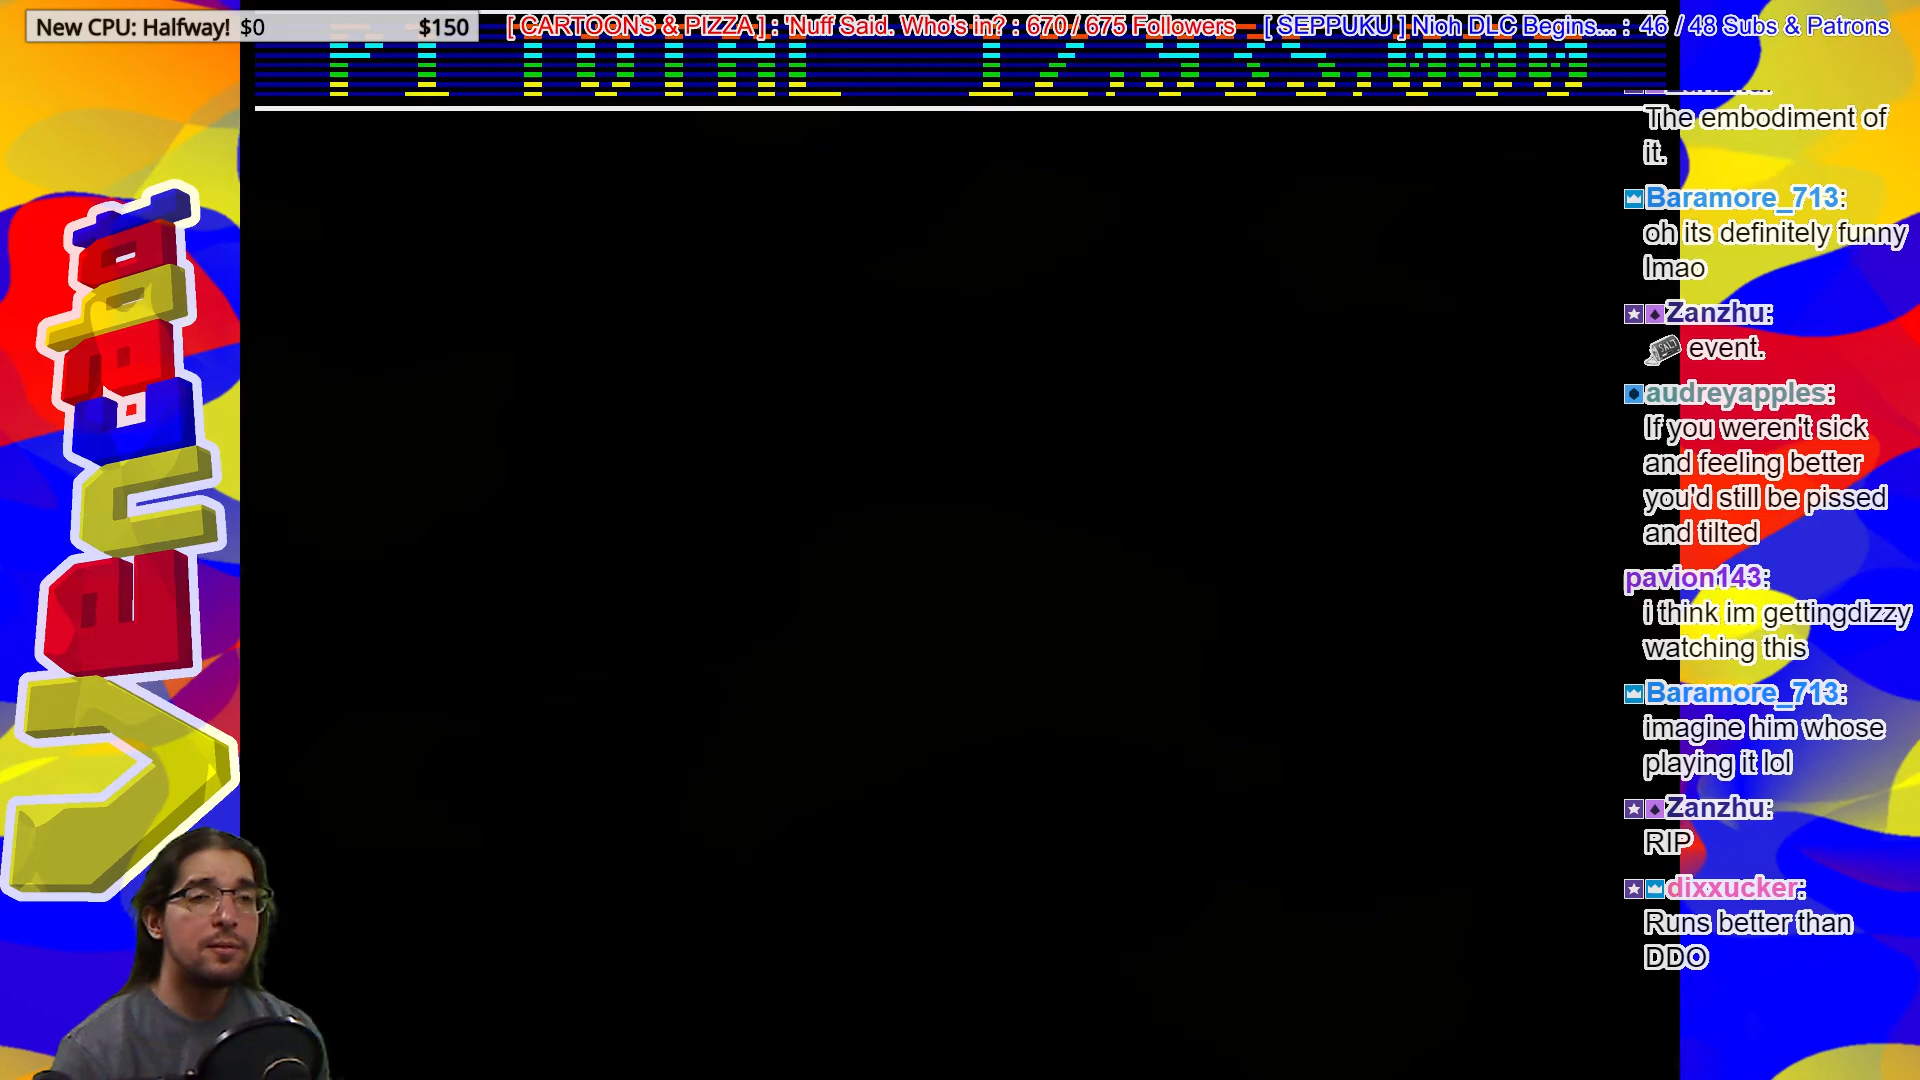 New CPU: Halfway! $0 $150
[ CARTOONS & PIZZA ] : 'Nuff Said. Who's in? : 670 / 675 Followers [ SEPPUKU ] Nioh DLC Begins... : 46 / 48 Subs & Patrons
P1 TOTAL
The embodiment of
it.
Baramore_713:
oh its definitely funny
lmao
Zanzhu:
SALT event.
audreyapples:
If you weren't sick
and feeling better
you'd still be pissed
and tilted
pavion143:
i think im gettingdizzy
watching this
Baramore_713:
imagine him whose
playing it lol
Zanzhu:
RIP
dixxucker:
Runs better than
DDO